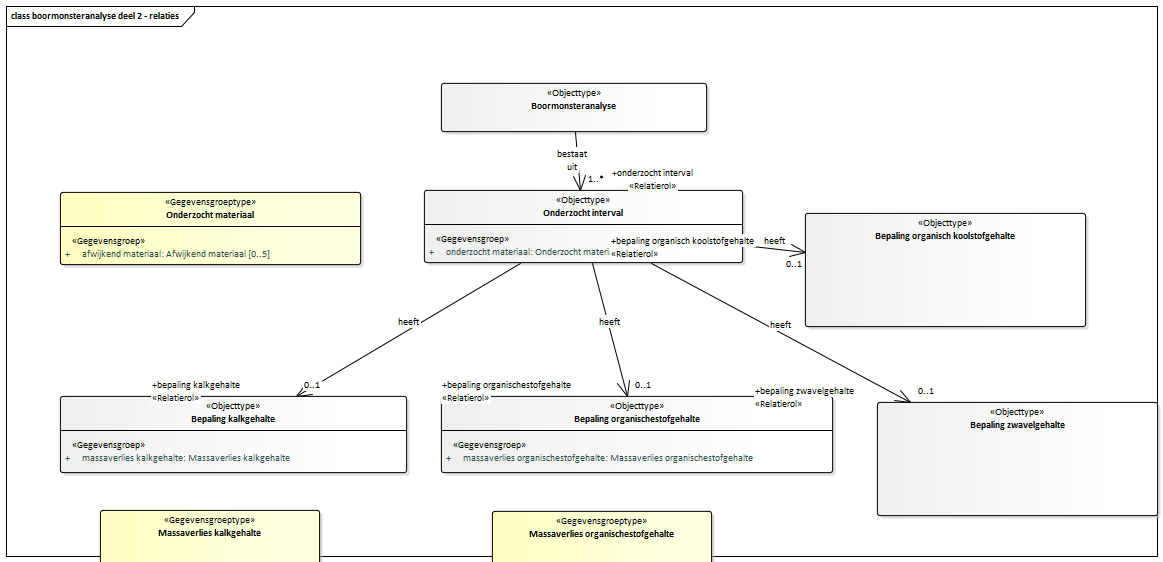 class boormonsteranalyse deel 2 - relaties
«Objecttype»
Boormonsteranalyse
bestaat
uit
1..*
+onderzocht interval
«Relatierol»
«Gegevensgroeptype»
Onderzocht materiaal
«Gegevensgroep»
+ afwijkend materiaal: Afwijkend materiaal [0..5]
«Objecttype»
Onderzocht interval
«Gegevensgroep»
+ onderzocht materiaal: Onderzocht materi
+bepaling organisch koolstofgehalte
«Relatierol»
heeft
0..1
«Objecttype»
Bepaling organisch koolstofgehalte
heeft
heeft
heeft
+bepaling kalkgehalte
«Relatierol»
0..1
«Objecttype»
Bepaling kalkgehalte
«Gegevensgroep»
+ massaverlies kalkgehalte: Massaverlies kalkgehalte
+bepaling organischestofgehalte
«Relatierol»
0..1
«Objecttype»
Bepaling organischestofgehalte
«Gegevensgroep»
+ massaverlies organischestofgehalte: Massaverlies organischestofgehalte
+bepaling zwavelgehalte
«Relatierol»
0..1
«Objecttype»
Bepaling zwavelgehalte
«Gegevensgroeptype»
Massaverlies kalkgehalte
«Gegevensgroeptype»
Massaverlies organischestofgehalte